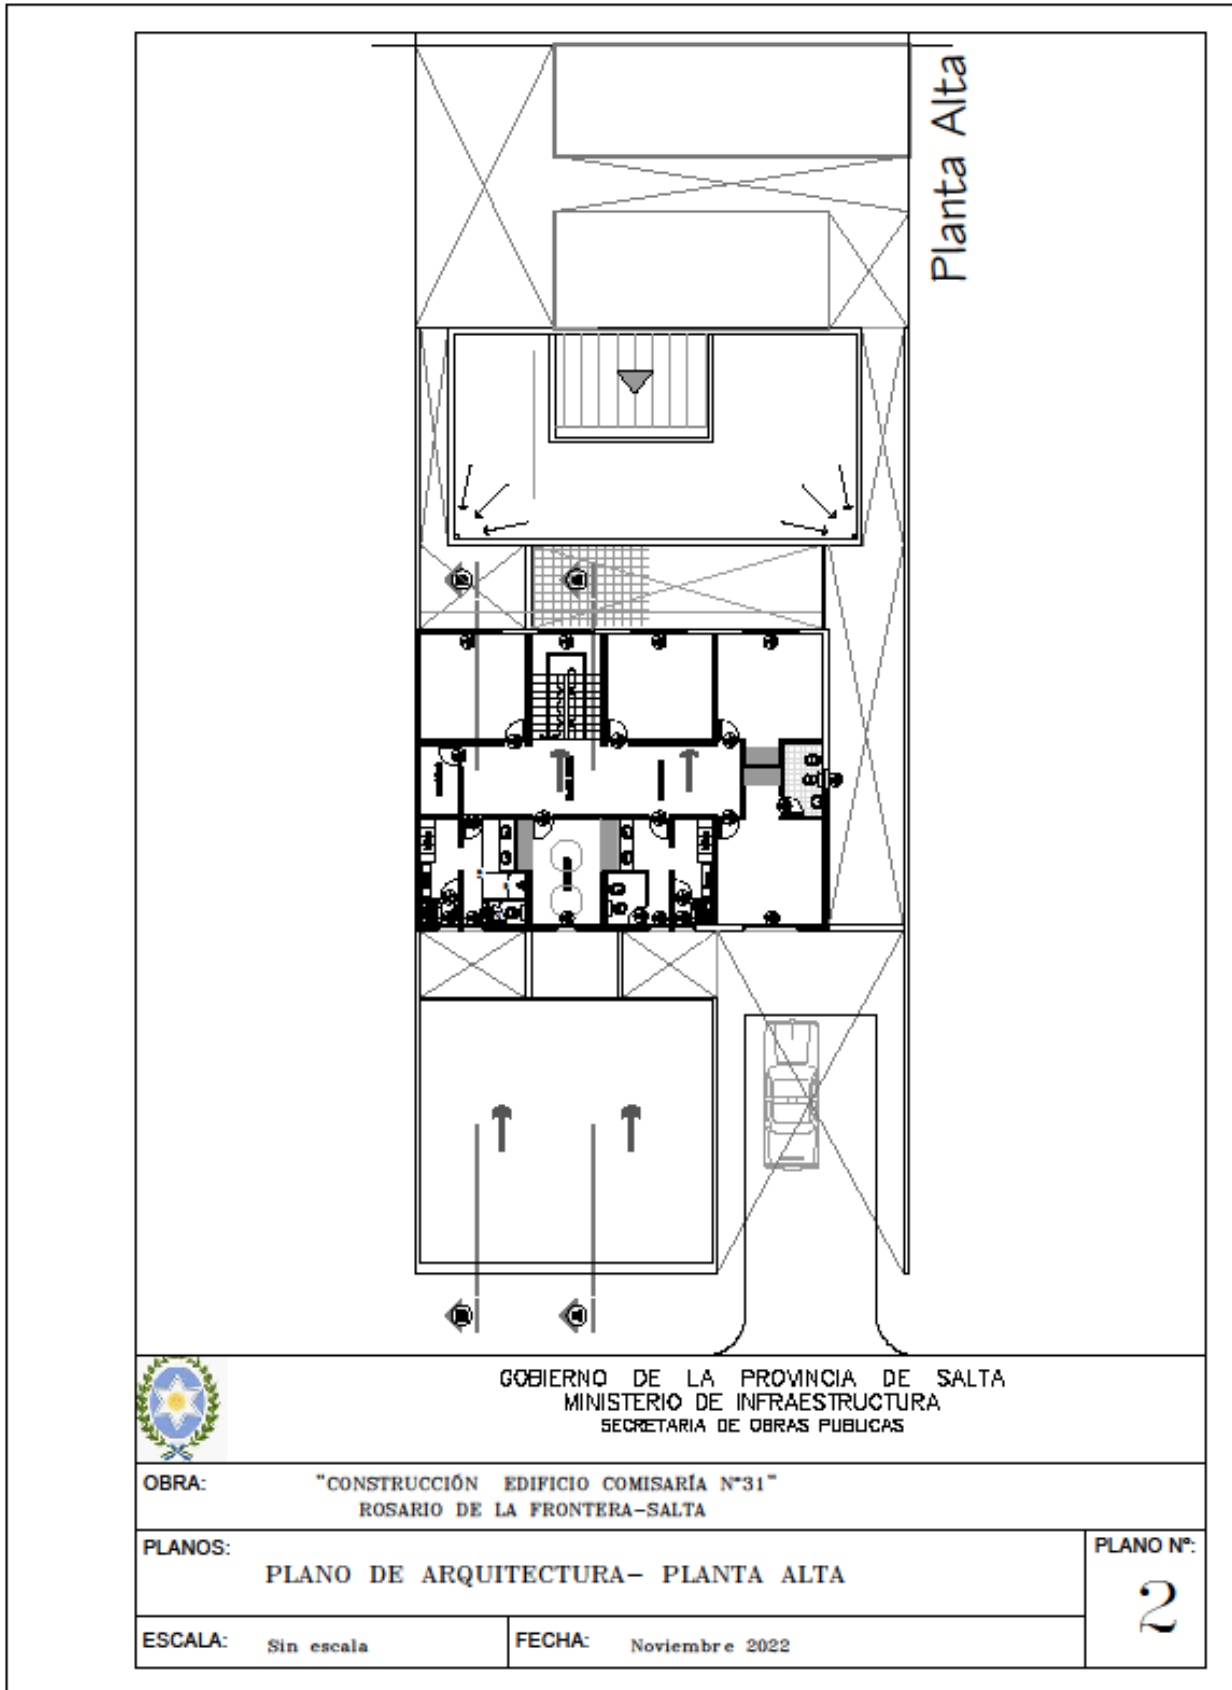 Planta Alta
GOBIERNO DE LA PROVINCIA DE SALTA
MINISTERIO DE INFRAESTRUCTURA
SECRETARIA DE OBRAS PUBLICAS
OBRA: "CONSTRUCCIÓN EDIFICIO COMISARÍA N°31"
ROSARIO DE LA FRONTERA-SALTA
PLANOS:
PLANO DE ARQUITECTURA- PLANTA ALTA
PLANO Nº:
2
ESCALA: Sin escala
FECHA: Noviembre 2022